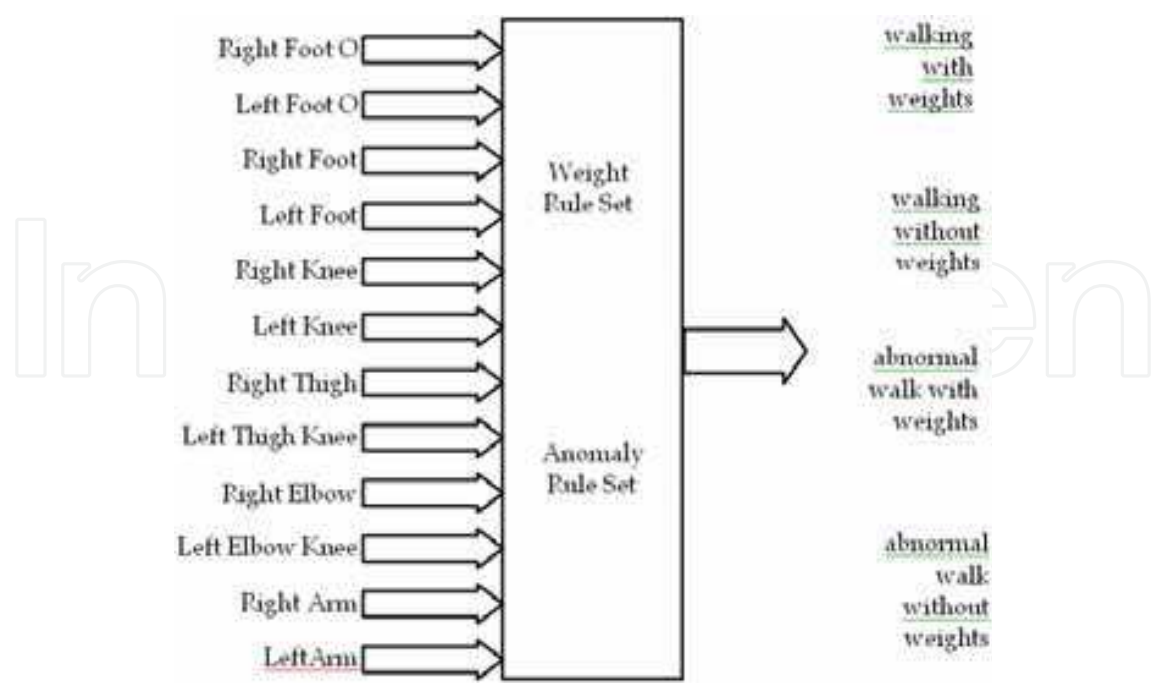 Right Foot O
Left Foot O
Right Foot
Left Foot
Right Knee
Left Knee
Right Thigh
Left Thigh Knee
Right Elbow
Left Elbow Knee
Right Arm
LeftArm
Weight
Rule Set
Anomaly
Rule Set
walking
with
weights
walking
without
weights
abnormal
walk with
weights
abnormal
walk
without
weights
In
en